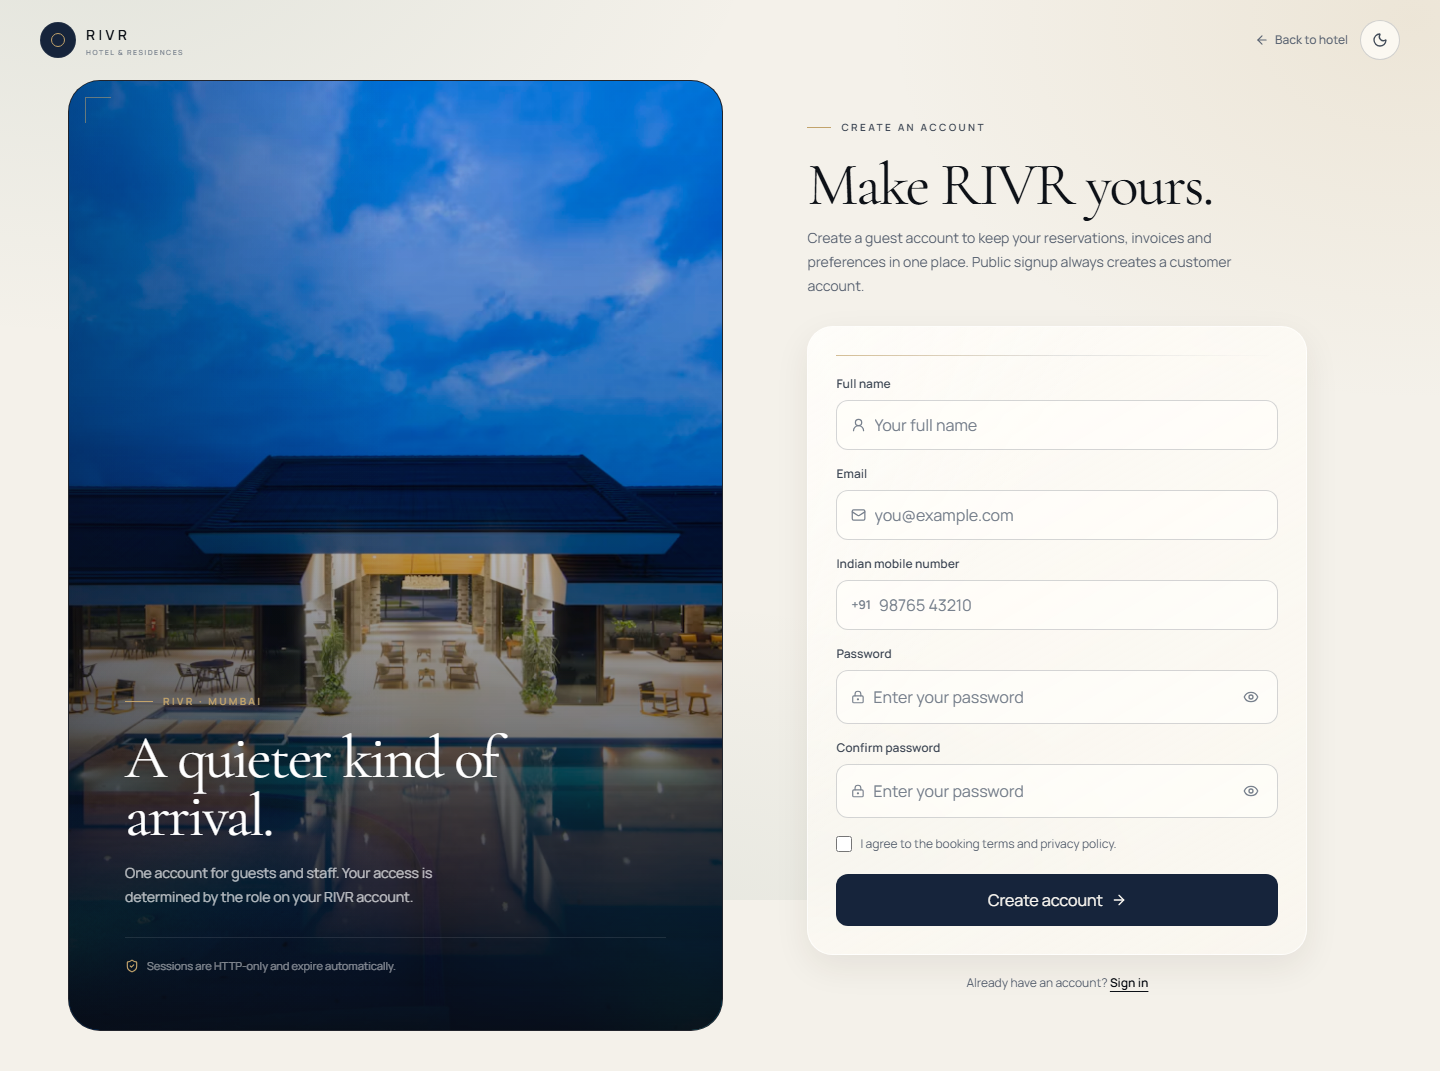 RIVR
HOTEL & RESIDENCES
Back to hotel
RIVR · MUMBAI
A quieter kind of
arrival.
One account for guests and staff. Your access is
determined by the role on your RIVR account.
Sessions are HTTP-only and expire automatically.
CREATE AN ACCOUNT
Make RIVR yours.
Create a guest account to keep your reservations, invoices and
preferences in one place. Public signup always creates a customer
account.
Full name
Your full name
Email
you@example.com
Indian mobile number
+91 98765 43210
Password
Enter your password
Confirm password
Enter your password
I agree to the booking terms and privacy policy.
Create account
Already have an account? Sign in